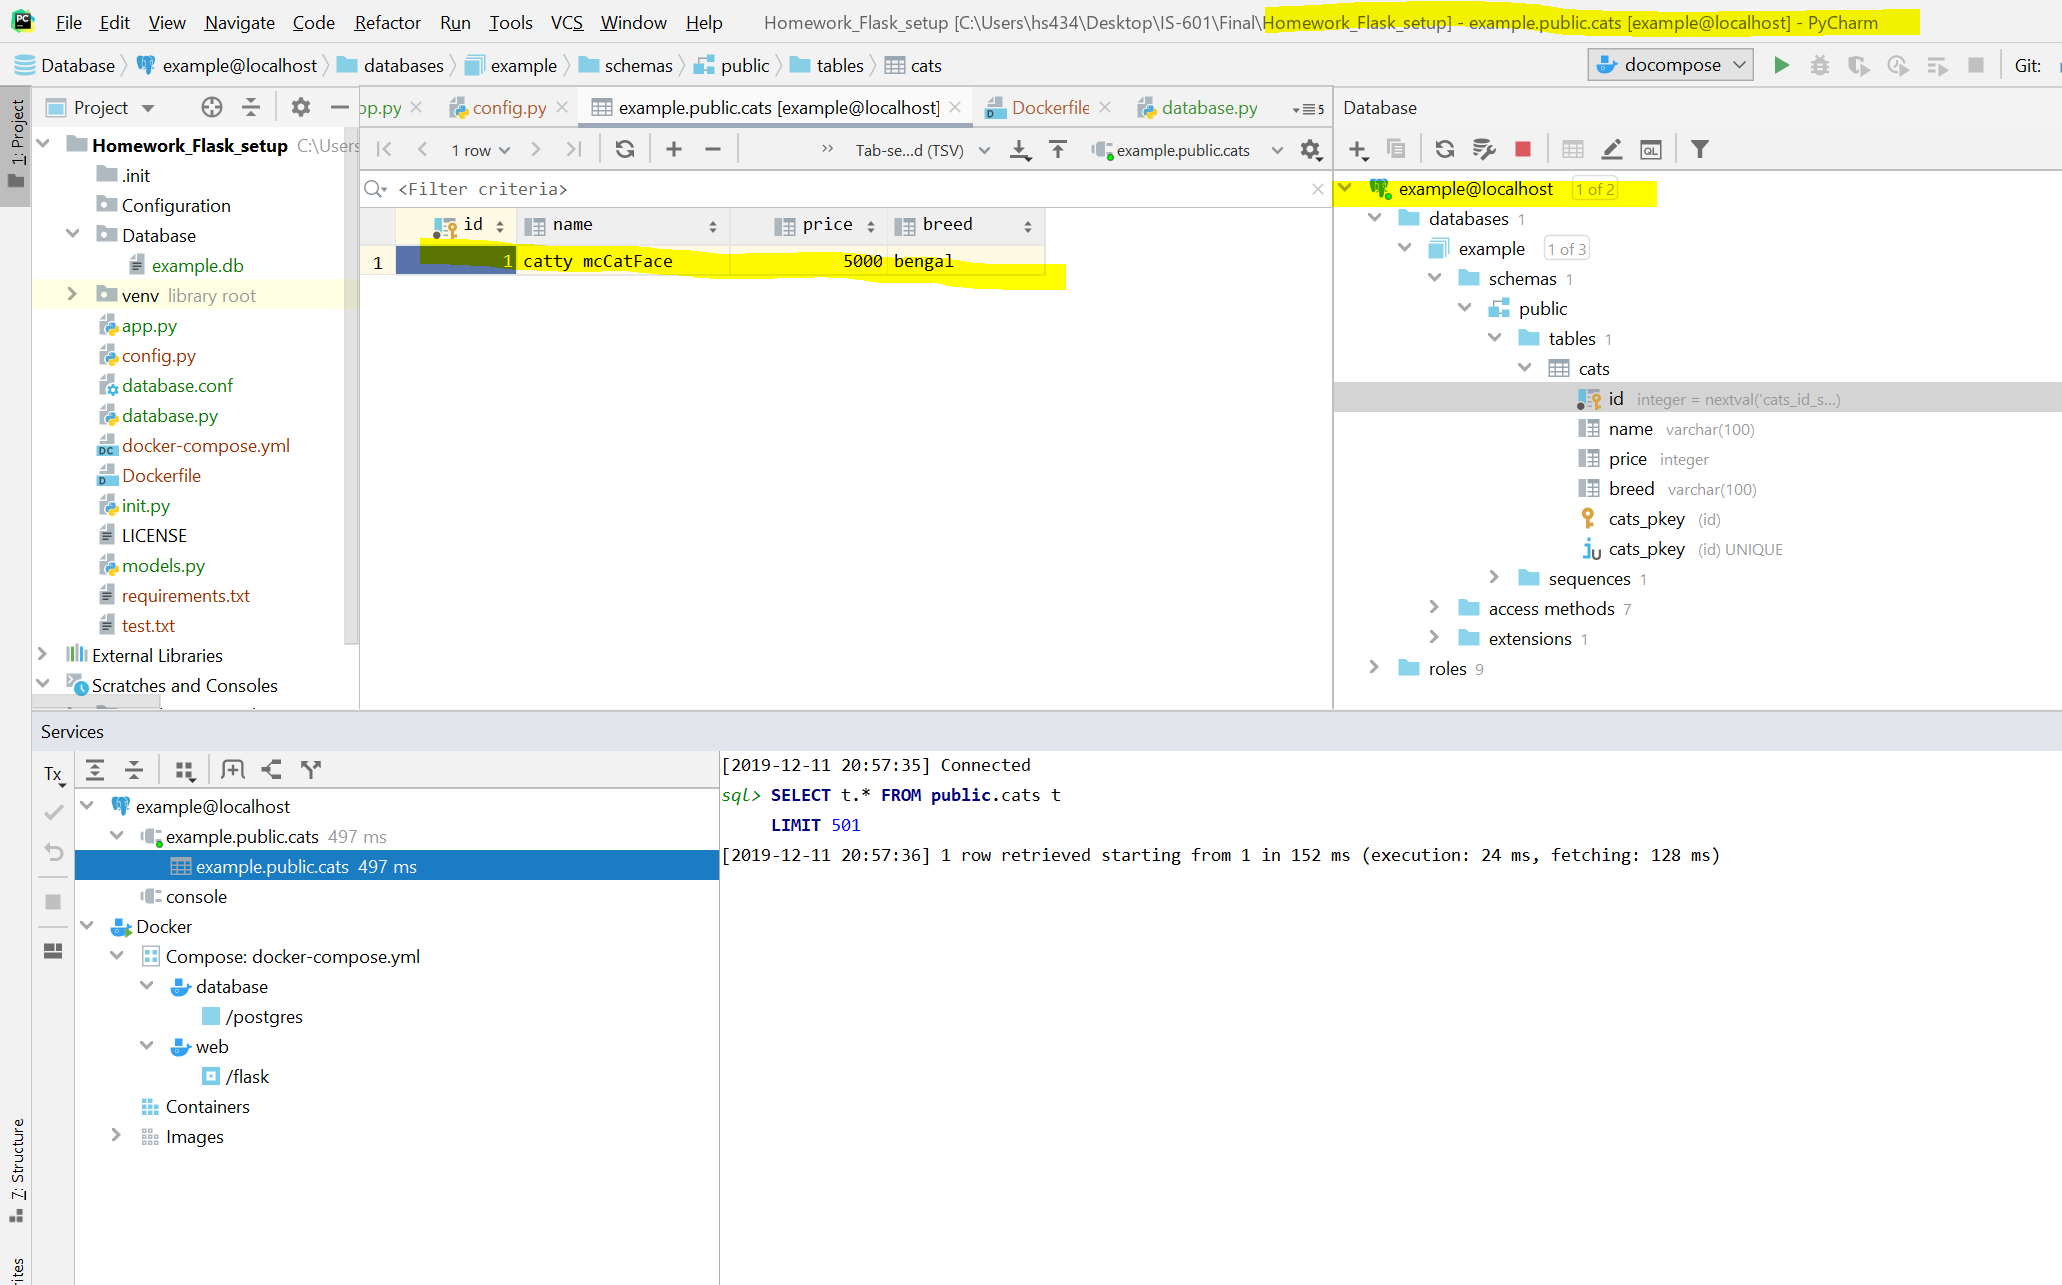 PC File Edit View Navigate Code Refactor Run Tools VCS Window Help Homework_Flask_setup [C:\Users\hs434\Desktop\IS-601\Final\Homework_Flask_setup] - example.public.cats [example@localhost] - PyCharm
Database example@localhost databases example schemas public tables cats docompose Git:
1: Project
Project
pp.py config.py example.public.cats [example@localhost] Dockerfile database.py 5
Database
1 row Tab-se...d (TSV) example.public.cats
QL
<Filter criteria>
id name price breed
1 1 catty mcCatFace 5000 bengal
Homework_Flask_setup C:\Users
.init
Configuration
Database
example.db
venv library root
app.py
config.py
database.conf
database.py
DC docker-compose.yml
D Dockerfile
init.py
LICENSE
models.py
requirements.txt
test.txt
External Libraries
Scratches and Consoles
example@localhost 1 of 2
databases 1
example 1 of 3
schemas 1
public
tables 1
cats
id integer = nextval('cats_id_s...)
name varchar(100)
price integer
breed varchar(100)
cats_pkey (id)
cats_pkey (id) UNIQUE
sequences 1
access methods 7
extensions 1
roles 9
Services
Tx
example@localhost
example.public.cats 497 ms
example.public.cats 497 ms
console
Docker
Compose: docker-compose.yml
database
/postgres
web
/flask
Containers
Images
[2019-12-11 20:57:35] Connected
sql> SELECT t.* FROM public.cats t
LIMIT 501
[2019-12-11 20:57:36] 1 row retrieved starting from 1 in 152 ms (execution: 24 ms, fetching: 128 ms)
7: Structure